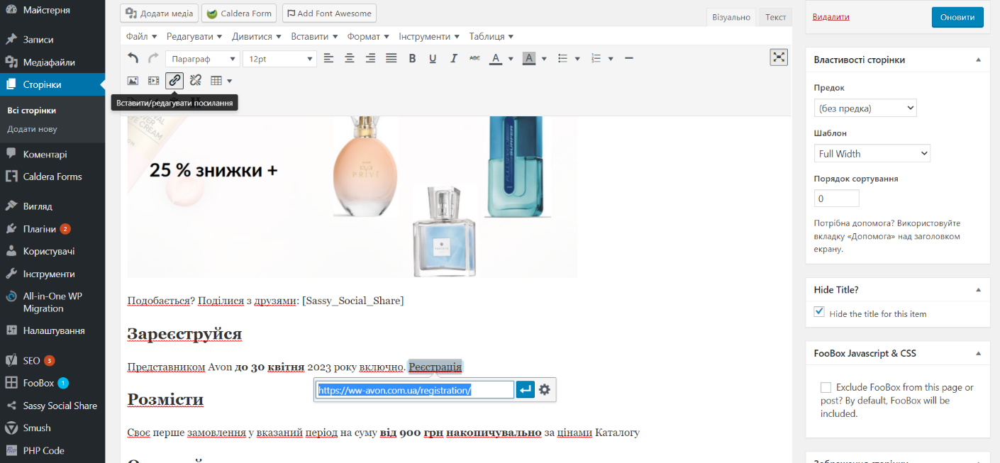 Майстерня
Записи
Медіафайли
Сторінки
Всі сторінки
Додати нову
Коментарі
Caldera Forms
Вигляд
Плагіни 2
Користувачі
Інструменти
All-in-One WP
Migration
Налаштування
SEO 3
FooBox 1
Sassy Social Share
Smush
PHP Code
Додати медіа Caldera Form Add Font Awesome
Візуально Текст
Файл Редагувати Дивитися Вставити Формат Інструменти Таблиця
Параграф 12pt B U I ABC A A
Вставити/редагувати посилання
25 % знижки +
PRIVÉ
Подобається? Поділися з друзями: [Sassy_Social_Share]
Зареєструйся
Представником Avon до 30 квітня 2023 року включно. Реєстрація
https://ww-avon.com.ua/registration/
Розмісти
Своє перше замовлення у вказаний період на суму від 900 грн накопичувально за цінами Каталогу
Видалити Оновити
Властивості сторінки
Предок
(без предка)
Шаблон
Full Width
Порядок сортування
0
Потрібна допомога? Використовуйте
вкладку «Допомога» над заголовком
екрану.
Hide Title?
Hide the title for this item
FooBox Javascript & CSS
Exclude FooBox from this page or
post? By default, FooBox will be
included.